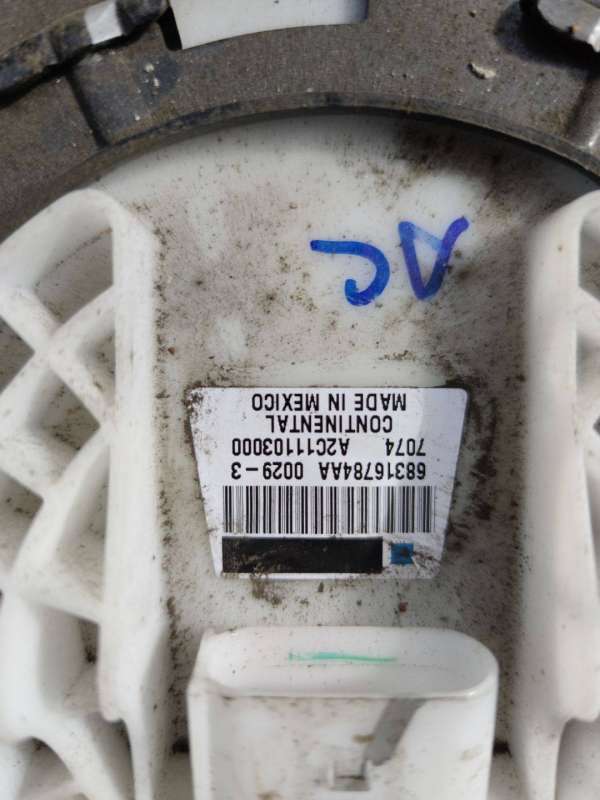 68316784AA 0029-3
7074 A2C11103000
CONTINENTAL
MADE IN MEXICO
AC